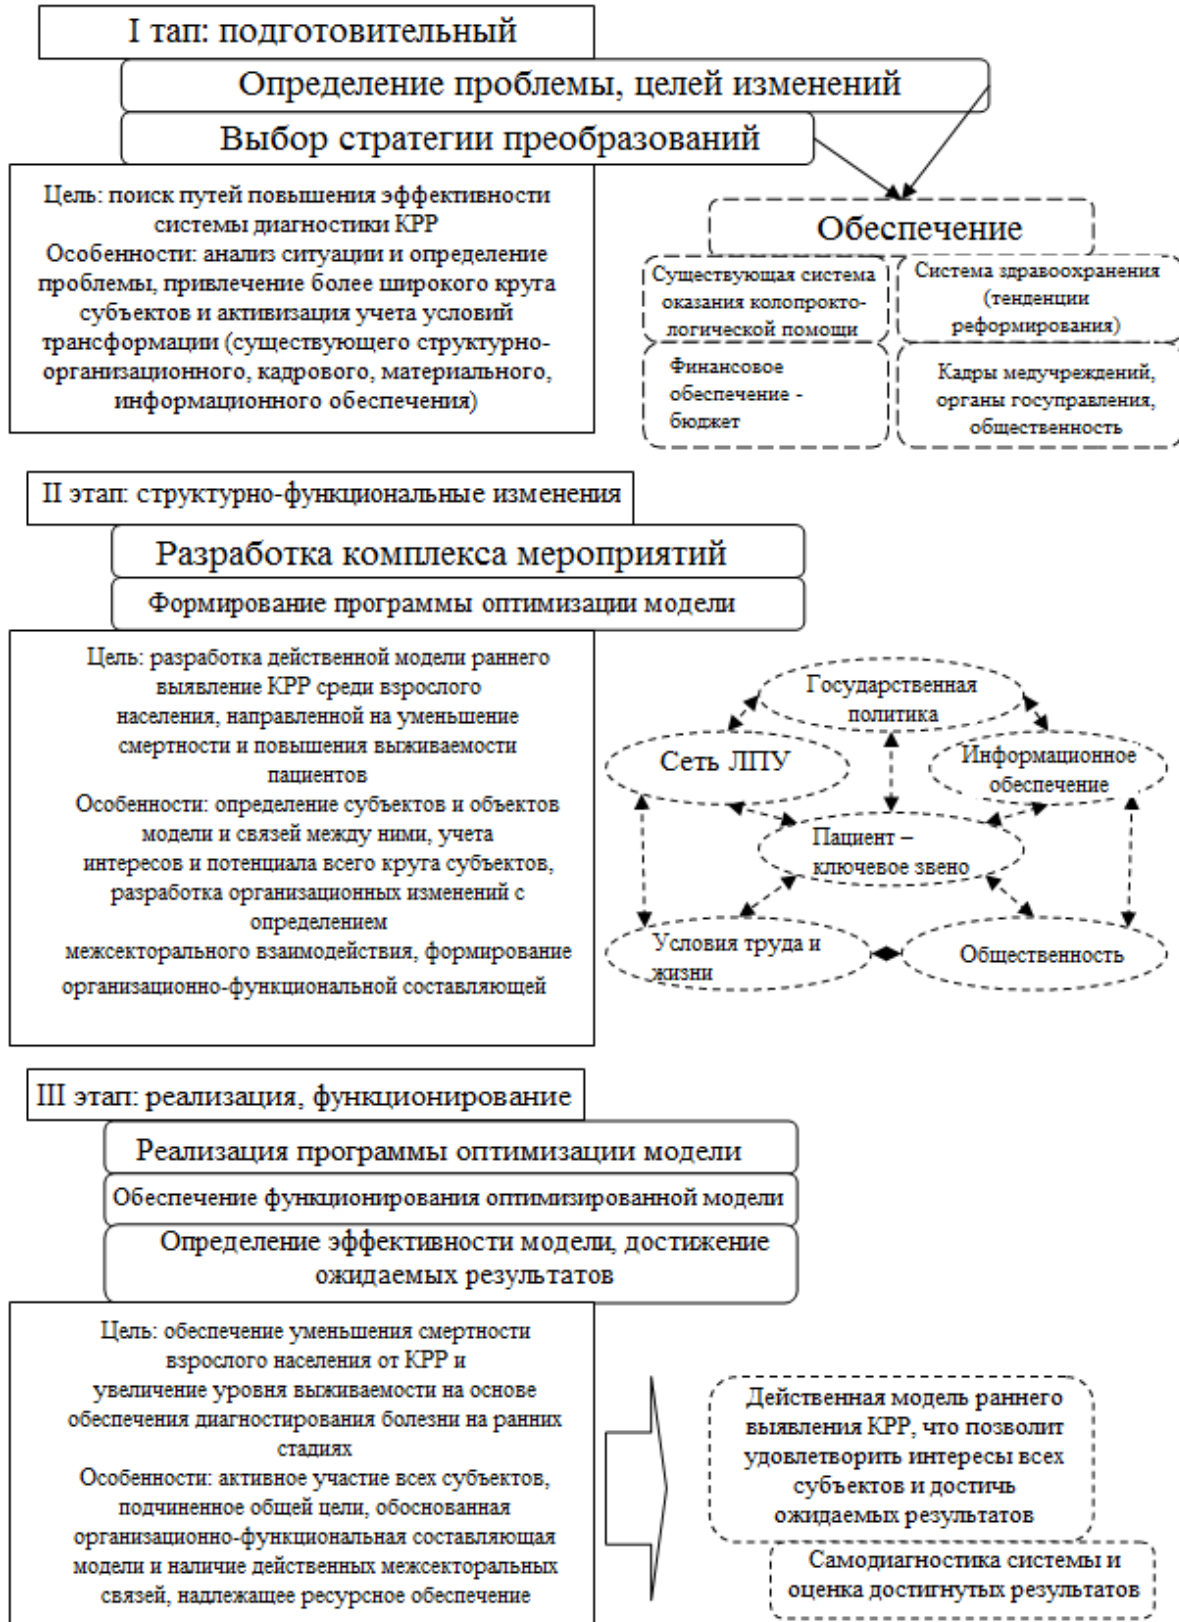 I тап: подготовительный
Определение проблемы, целей изменений
Выбор стратегии преобразований
Цель: поиск путей повышения эффективности
системы диагностики КРР
Особенности: анализ ситуации и определение
проблемы, привлечение более широкого круга
субъектов и активизация учета условий
трансформации (существующего структурно-
организационного, кадрового, материального,
информационного обеспечения)
Обеспечение
Существующая система
оказания колопрокто-
логической помощи
Система здравоохранения
(тенденции
реформирования)
Финансовое
обеспечение -
бюджет
Кадры медучреждений,
органы госуправления,
общественность
II этап: структурно-функциональные изменения
Разработка комплекса мероприятий
Формирование программы оптимизации модели
Цель: разработка действенной модели раннего
выявление КРР среди взрослого
населения, направленной на уменьшение
смертности и повышения выживаемости
пациентов
Особенности: определение субъектов и объектов
модели и связей между ними, учета
интересов и потенциала всего круга субъектов,
разработка организационных изменений с
определением
межсекторального взаимодействия, формирование
организационно-функциональной составляющей
Государственная
политика
Сеть ЛПУ
Информационное
обеспечение
Пациент –
ключевое звено
Условия труда и
жизни
Общественность
III этап: реализация, функционирование
Реализация программы оптимизации модели
Обеспечение функционирования оптимизированной модели
Определение эффективности модели, достижение
ожидаемых результатов
Цель: обеспечение уменьшения смертности
взрослого населения от КРР и
увеличение уровня выживаемости на основе
обеспечения диагностирования болезни на ранних
стадиях
Особенности: активное участие всех субъектов,
подчиненное общей цели, обоснованная
организационно-функциональная составляющая
модели и наличие действенных межсекторальных
связей, надлежащее ресурсное обеспечение
Действенная модель раннего
выявления КРР, что позволит
удовлетворить интересы всех
субъектов и достичь
ожидаемых результатов
Самодиагностика системы и
оценка достигнутых результатов